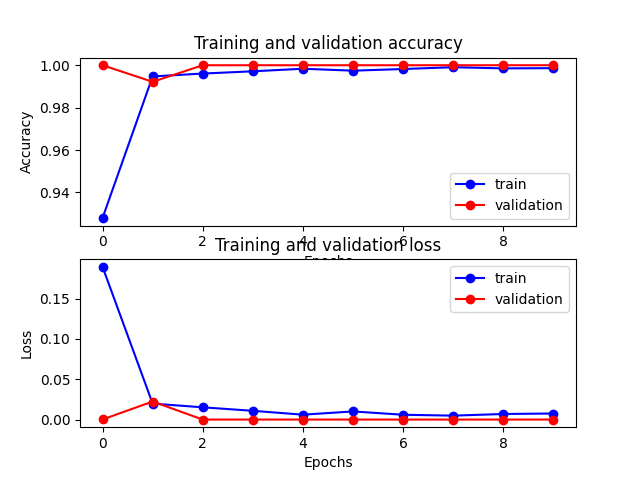 Training and validation accuracy
1.00
0.98
0.96
0.94
Accuracy
train
validation
0 2 4 6 8
Epochs
Training and validation loss
0.15
0.10
0.05
0.00
Loss
train
validation
0 2 4 6 8
Epochs